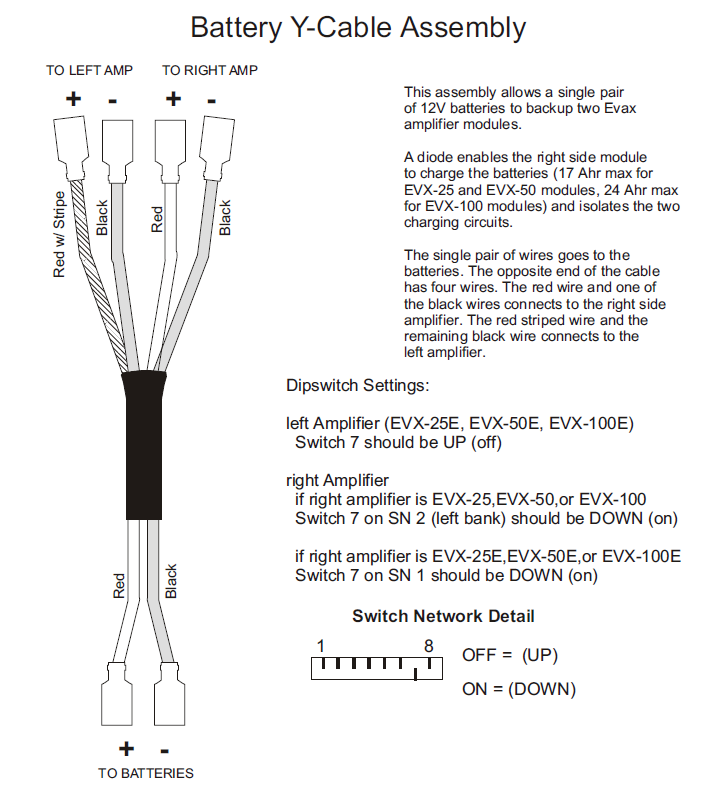 Battery Y-Cable Assembly
TO LEFT AMP
TO RIGHT AMP
+ - + -
This assembly allows a single pair
of 12V batteries to backup two Evax
amplifier modules.
A diode enables the right side module
to charge the batteries (17 Ahr max for
EVX-25 and EVX-50 modules, 24 Ahr max
for EVX-100 modules) and isolates the two
charging circuits.
The single pair of wires goes to the
batteries. The opposite end of the cable
has four wires. The red wire and one of
the black wires connects to the right side
amplifier. The red striped wire and the
remaining black wire connects to the
left amplifier.
Red w/ Stripe
Black
Red
Black
Dipswitch Settings:
left Amplifier (EVX-25E, EVX-50E, EVX-100E)
Switch 7 should be UP (off)
right Amplifier
if right amplifier is EVX-25,EVX-50,or EVX-100
Switch 7 on SN 2 (left bank) should be DOWN (on)
if right amplifier is EVX-25E,EVX-50E,or EVX-100E
Switch 7 on SN 1 should be DOWN (on)
Red
Black
Switch Network Detail
1 8
OFF = (UP)
ON = (DOWN)
+ -
TO BATTERIES